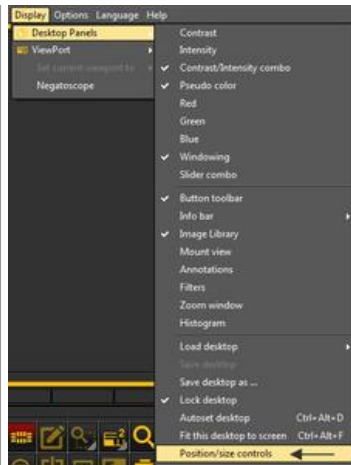 Display Options Language Help
Desktop Panels
ViewPort
Set current viewport to
Negatoscope
Contrast
Intensity
Contrast/Intensity combo
Pseudo color
Red
Green
Blue
Windowing
Slider combo
Button toolbar
Info bar
Image Library
Mount view
Annotations
Filters
Zoom window
Histogram
Load desktop
Save desktop
Save desktop as ...
Lock desktop
Autoset desktop Ctrl+Alt+D
Fit this desktop to screen Ctrl+Alt+F
Position/size controls